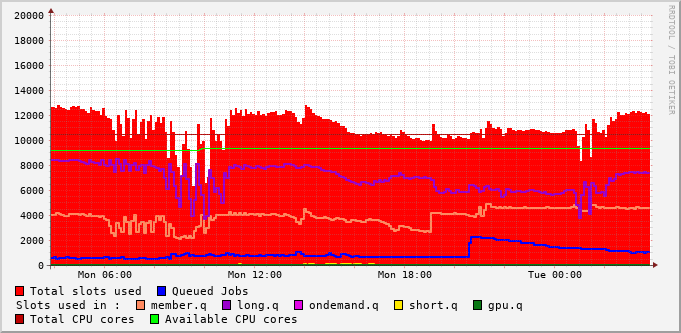 20000
18000
16000
14000
12000
10000
8000
6000
4000
2000
0
Mon 06:00 Mon 12:00 Mon 18:00 Tue 00:00
RRDTOOL / TOBI OETIKER
Total slots used Queued Jobs
Slots used in : member.q long.q ondemand.q short.q gpu.q
Total CPU cores Available CPU cores